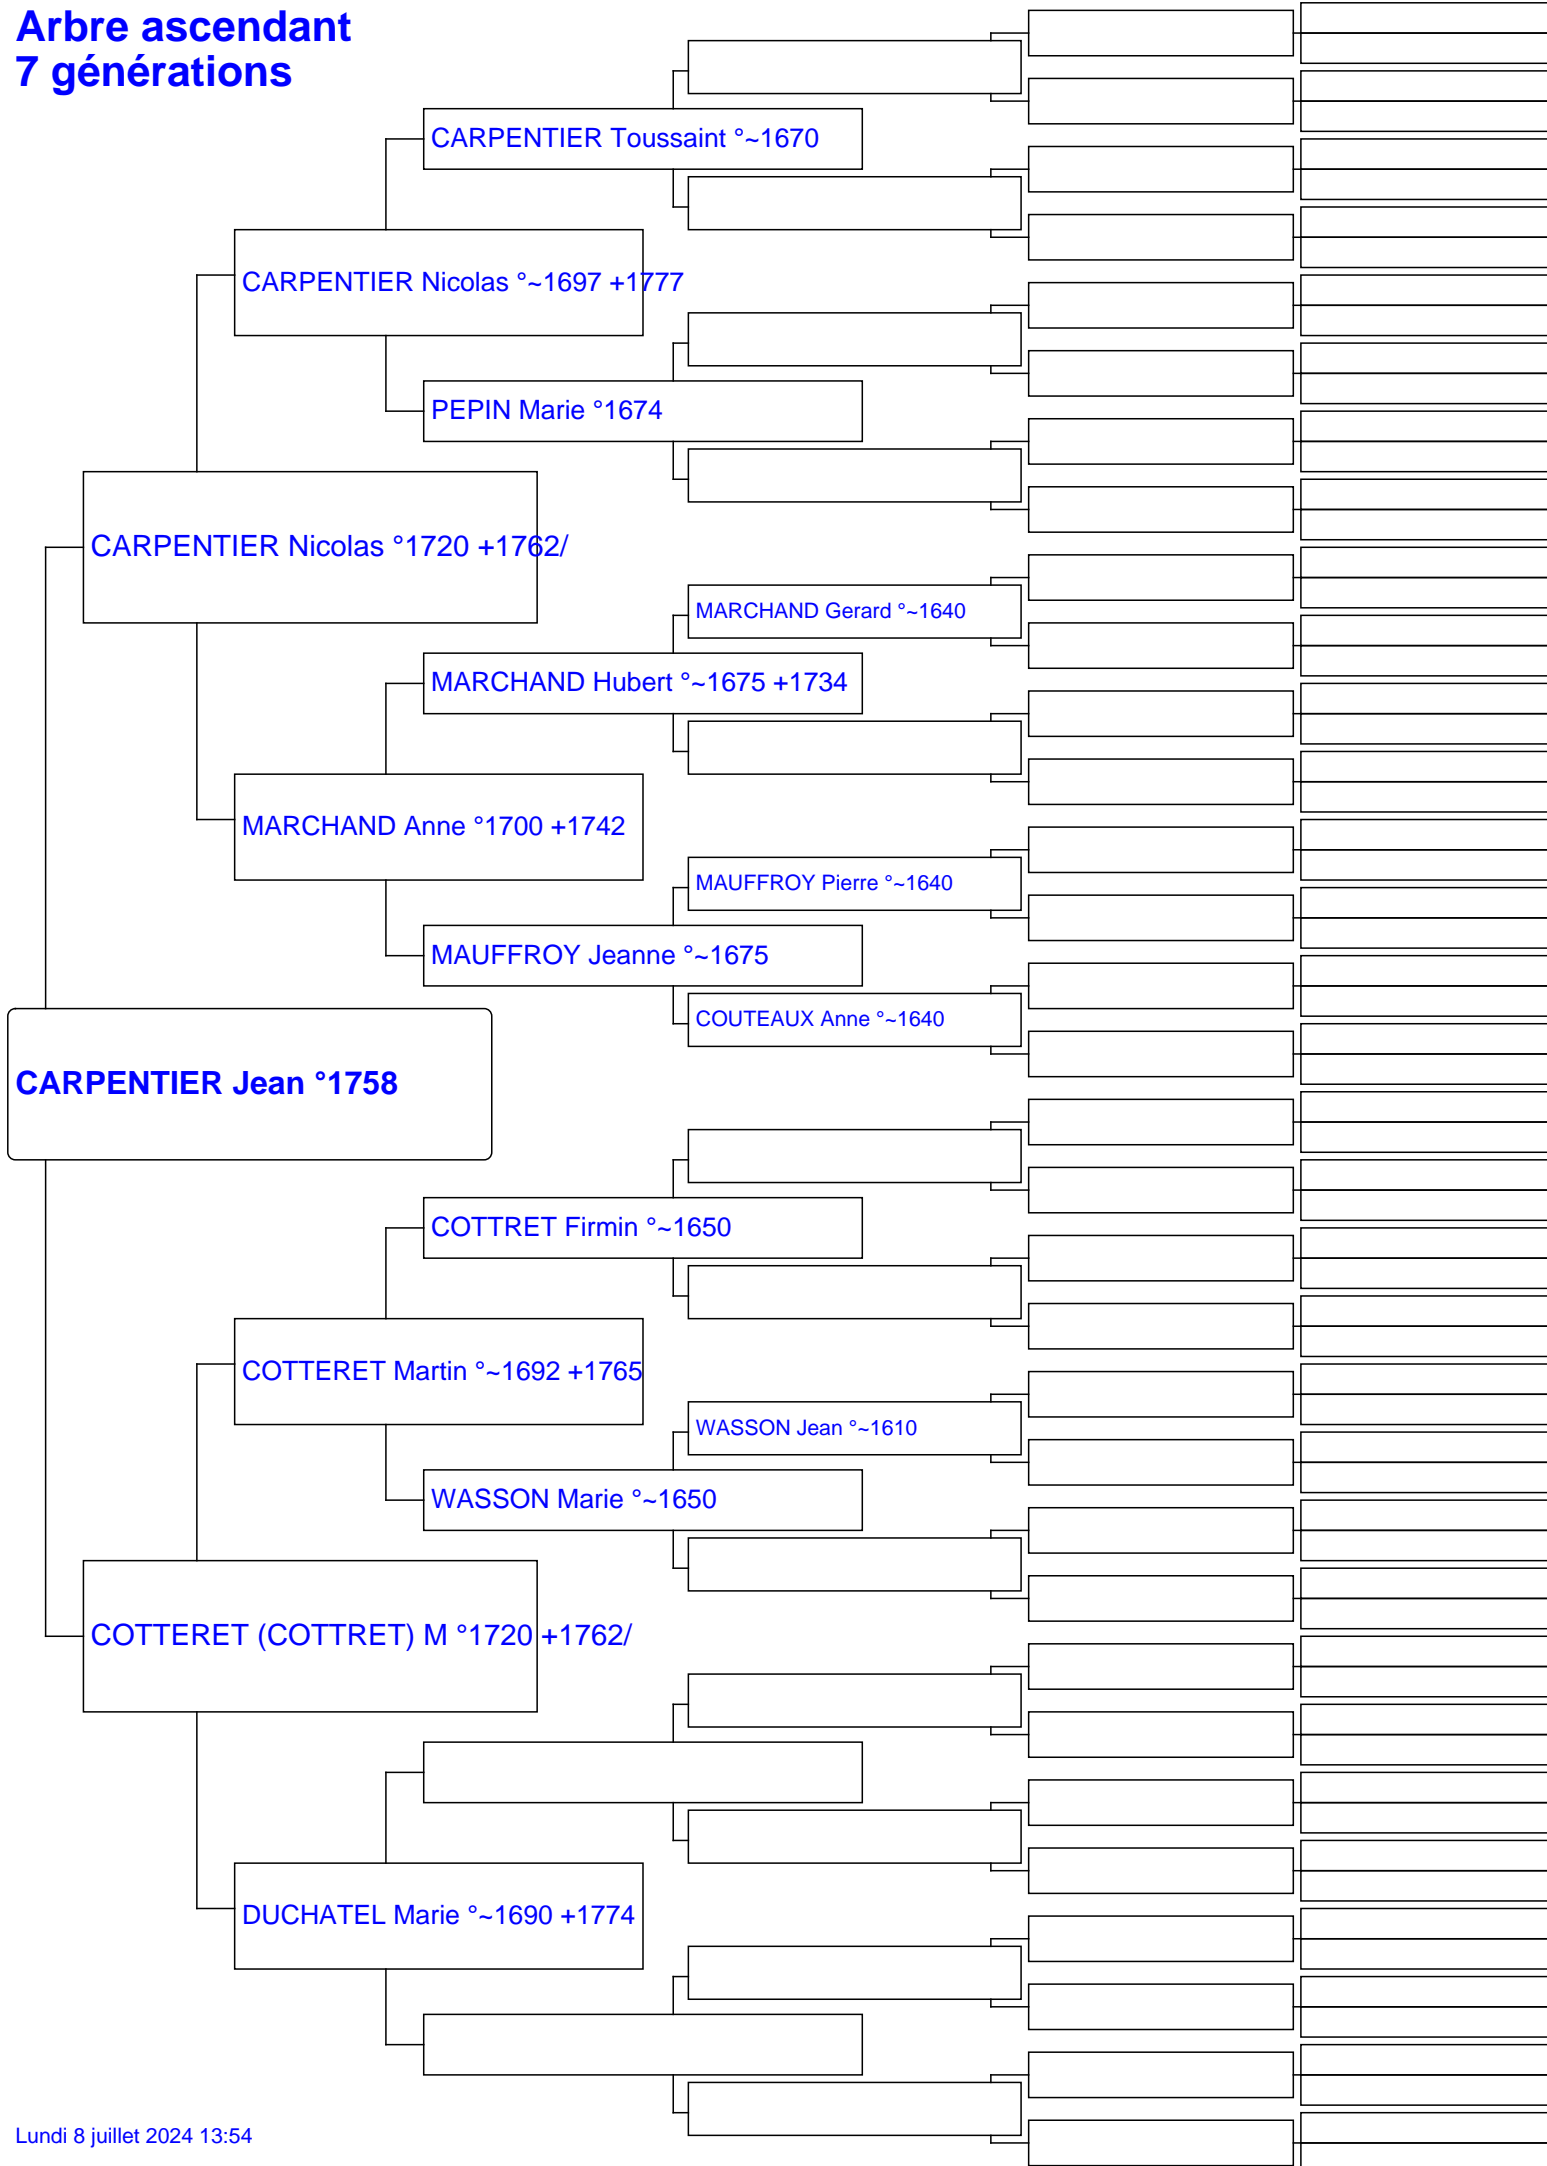 Arbre ascendant
7 générations
CARPENTIER Toussaint °~1670
CARPENTIER Nicolas °~1697 +1777
PEPIN Marie °1674
CARPENTIER Nicolas °1720 +1762/
MARCHAND Gerard °~1640
MARCHAND Hubert °~1675 +1734
MARCHAND Anne °1700 +1742
MAUFFROY Pierre °~1640
MAUFFROY Jeanne °~1675
COUTEAUX Anne °~1640
CARPENTIER Jean °1758
COTTRET Firmin °~1650
COTTERET Martin °~1692 +1765
WASSON Jean °~1610
WASSON Marie °~1650
COTTERET (COTTRET) M °1720 +1762/
DUCHATEL Marie °~1690 +1774
Lundi 8 juillet 2024 13:54